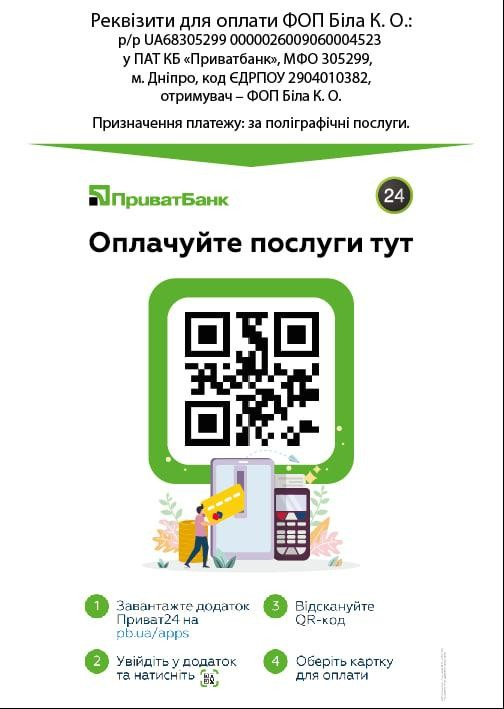 Реквізити для оплати ФОП Біла К. О.:
р/р UA68305299 0000026009060004523
у ПАТ КБ «Приватбанк», МФО 305299,
м. Дніпро, код ЄДРПОУ 2904010382,
отримувач – ФОП Біла К. О.
Призначення платежу: за поліграфічні послуги.
ПриватБанк
24
Оплачуйте послуги тут
1 Завантажте додаток
Приват24 на
pb.ua/apps
2 Увійдіть у додаток
та натисніть
3 Відскануйте
QR-код
4 Оберіть картку
для оплати